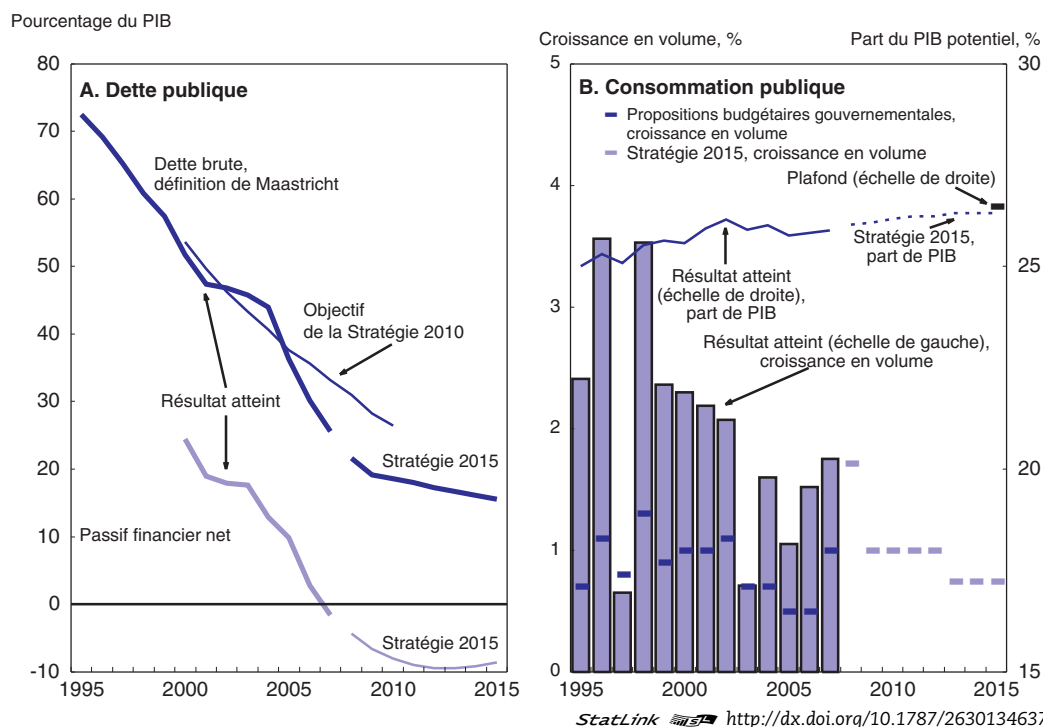 Pourcentage du PIB
80
A. Dette publique
70
Dette brute,
définition de Maastricht
60
50
Objectif
de la Stratégie 2010
40
30
Résultat atteint
20
Stratégie 2015
10
Passif financier net
0
Stratégie 2015
-10
1995 2000 2005 2010 2015
Croissance en volume, % Part du PIB potentiel, %
5 30
B. Consommation publique
Propositions budgétaires gouvernementales,
croissance en volume
Stratégie 2015, croissance en volume
Plafond (échelle de droite)
4
Stratégie 2015,
part de PIB
25
Résultat atteint
(échelle de droite),
part de PIB
3
Résultat atteint (échelle de gauche),
croissance en volume
2 20
1
0 15
1995 2000 2005 2010 2015
StatLink http://dx.doi.org/10.1787/2630134637